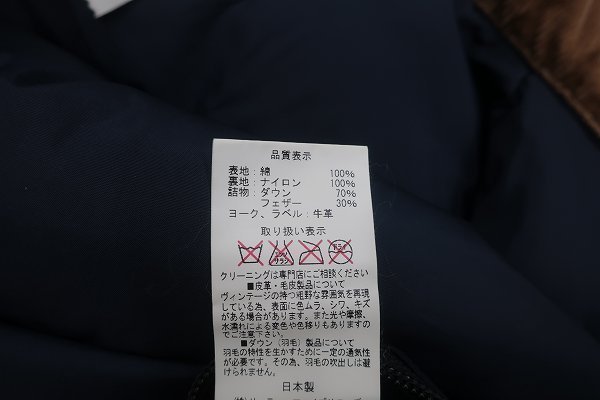 品質表示
表地:綿 100%
裏地:ナイロン 100%
詰物:ダウン 70%
フェザー 30%
ヨーク、ラベル:牛革
取り扱い表示
ドライ
クリーニングは専門店にご相談ください
■皮革・毛皮製品について
ヴィンテージの持つ粗野な雰囲気を再現
している為、表面に色ムラ、シワ、キズ
がある場合があります。また光や摩擦、
水濡れによる変色や色移りもありますの
でご注意下さい。
■ダウン(羽毛)製品について
羽毛の特性を生かすために一定の通気性
が必要です。その為、羽毛の吹出しは避
けられません。
日本製